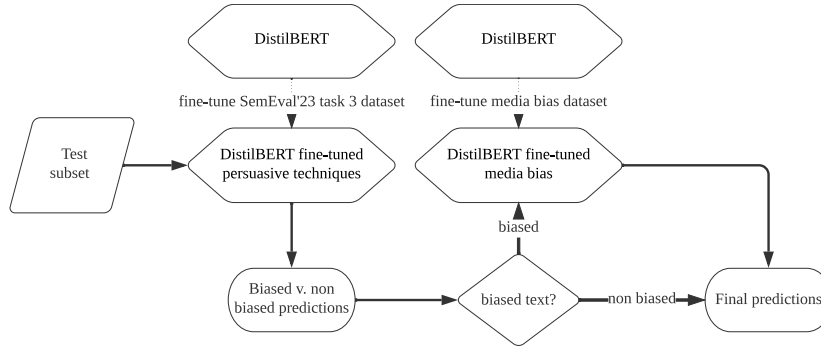 DistilBERT
DistilBERT
fine-tune SemEval'23 task 3 dataset
fine-tune media bias dataset
Test
subset
DistilBERT fine-tuned
persuasive techniques
DistilBERT fine-tuned
media bias
biased
Biased v. non
biased predictions
biased text?
non biased
Final predictions